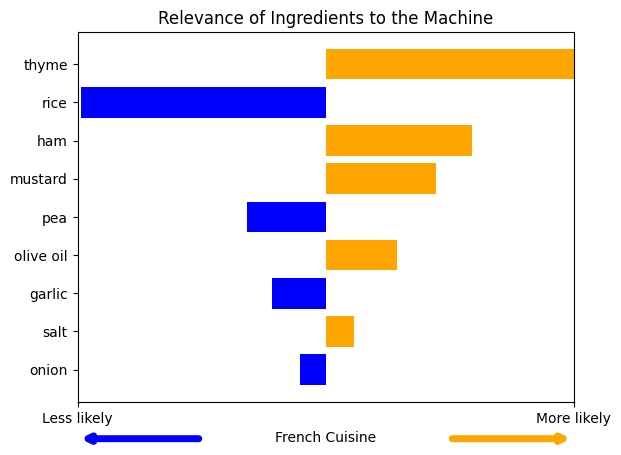 Relevance of Ingredients to the Machine
thyme
rice
ham
mustard
pea
olive oil
garlic
salt
onion
Less likely
More likely
French Cuisine